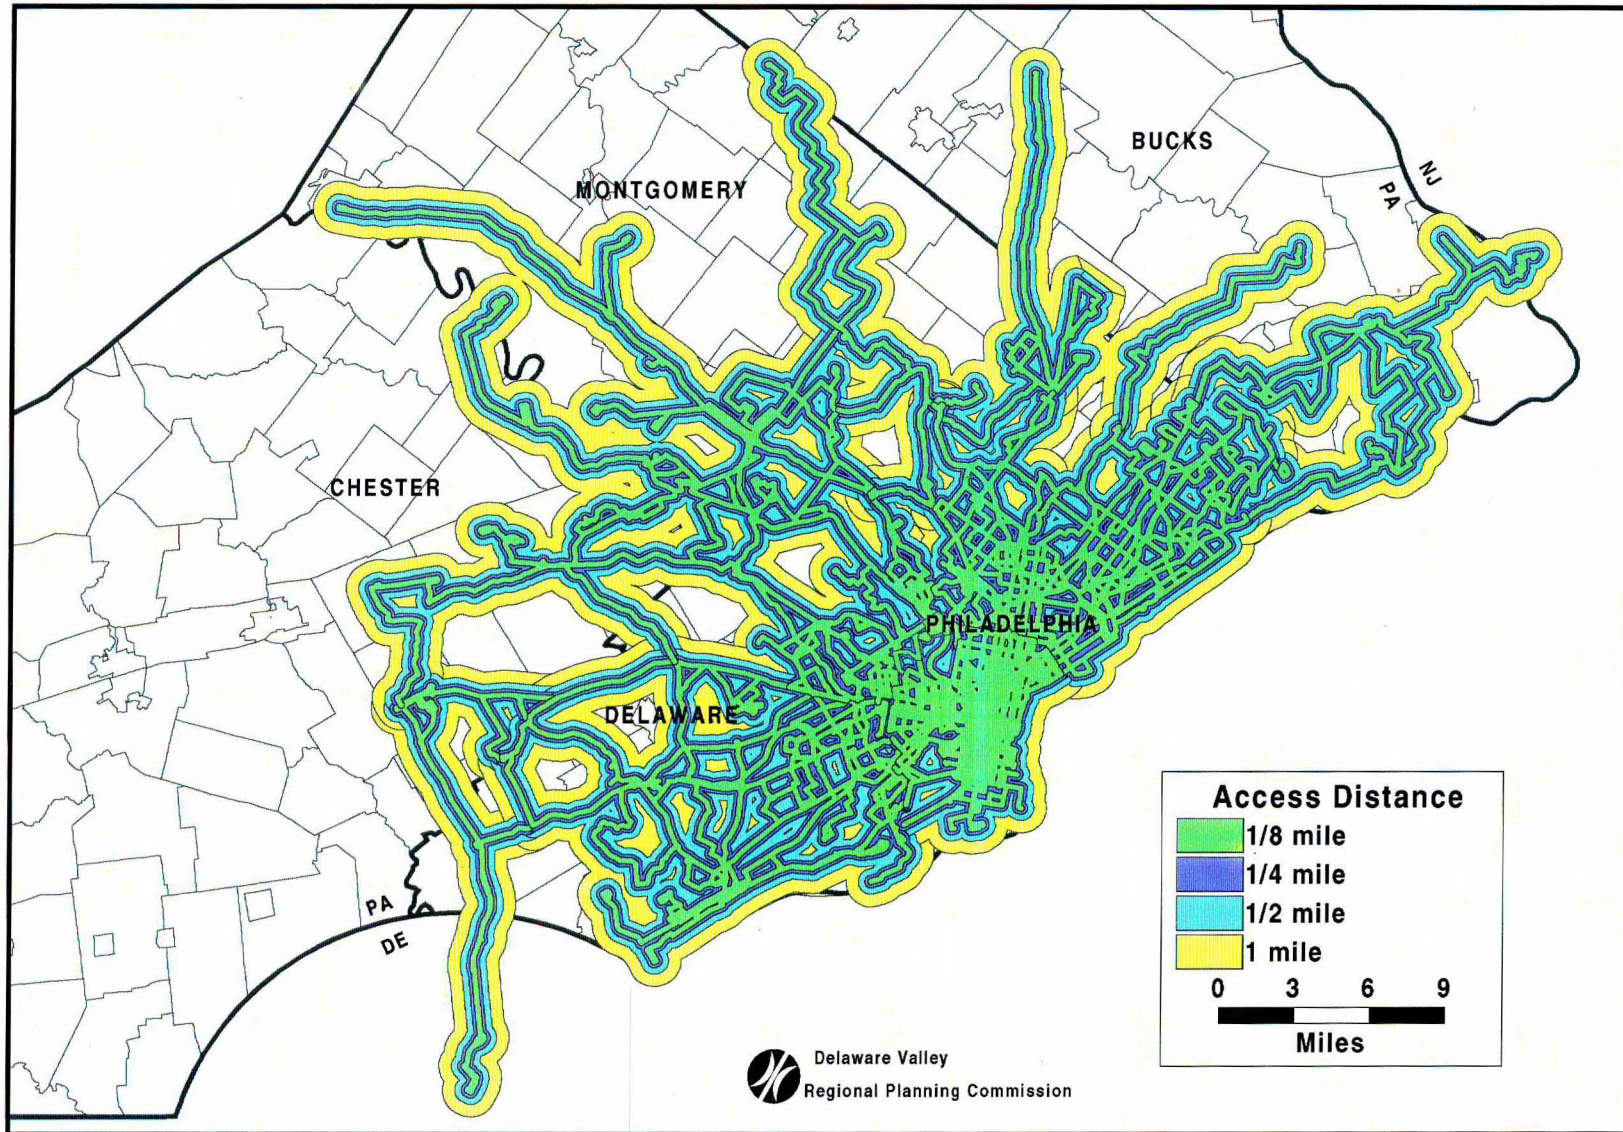 BUCKS
NJ
PA
MONTGOMERY
CHESTER
PHILADELPHIA
DELAWARE
PA
DE
Access Distance
1/8 mile
1/4 mile
1/2 mile
1 mile
0 3 6 9
Miles
Delaware Valley
Regional Planning Commission